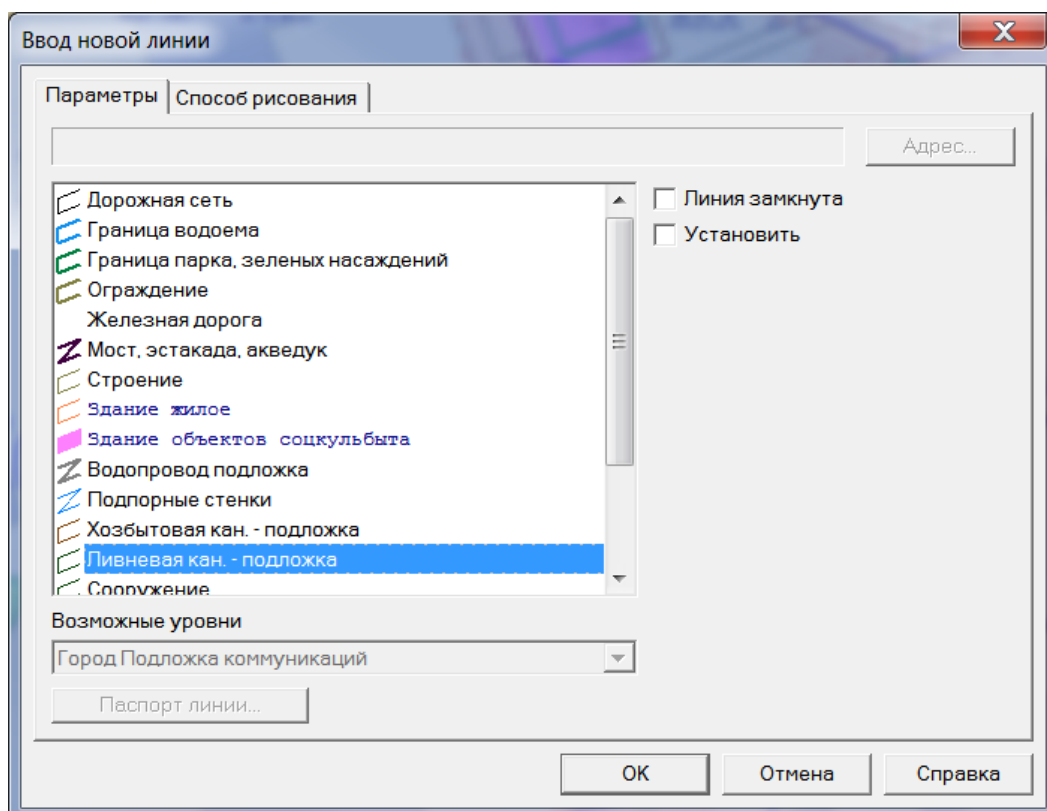 Ввод новой линии
Параметры
Способ рисования
Адрес...
Дорожная сеть
Линия замкнута
Граница водоема
Установить
Граница парка, зеленых насаждений
Ограждение
Железная дорога
Мост, эстакада, акведук
Строение
Здание жилое
Здание объектов соцкульбыта
Водопровод подложка
Подпорные стенки
Хозбытовая кан. - подложка
Ливневая кан. - подложка
Сооружение
Возможные уровни
Город Подложка коммуникаций
Паспорт линии...
OK
Отмена
Справка